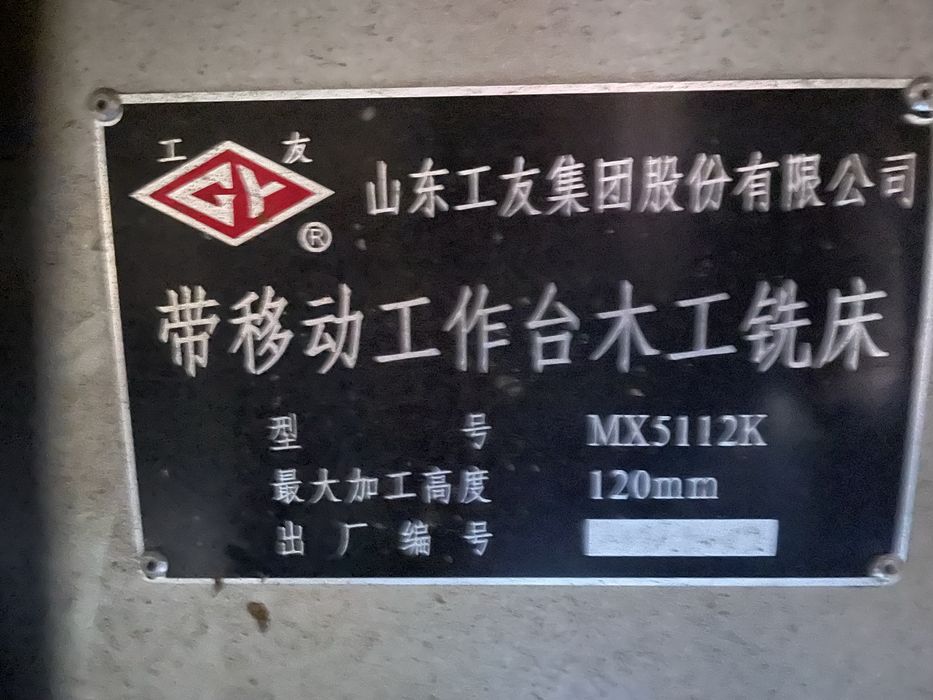 工 友
GY
®
山东工友集团股份有限公司
带移动工作台木工铣床
型 号 MX5112K
最大加工高度 120mm
出厂编号